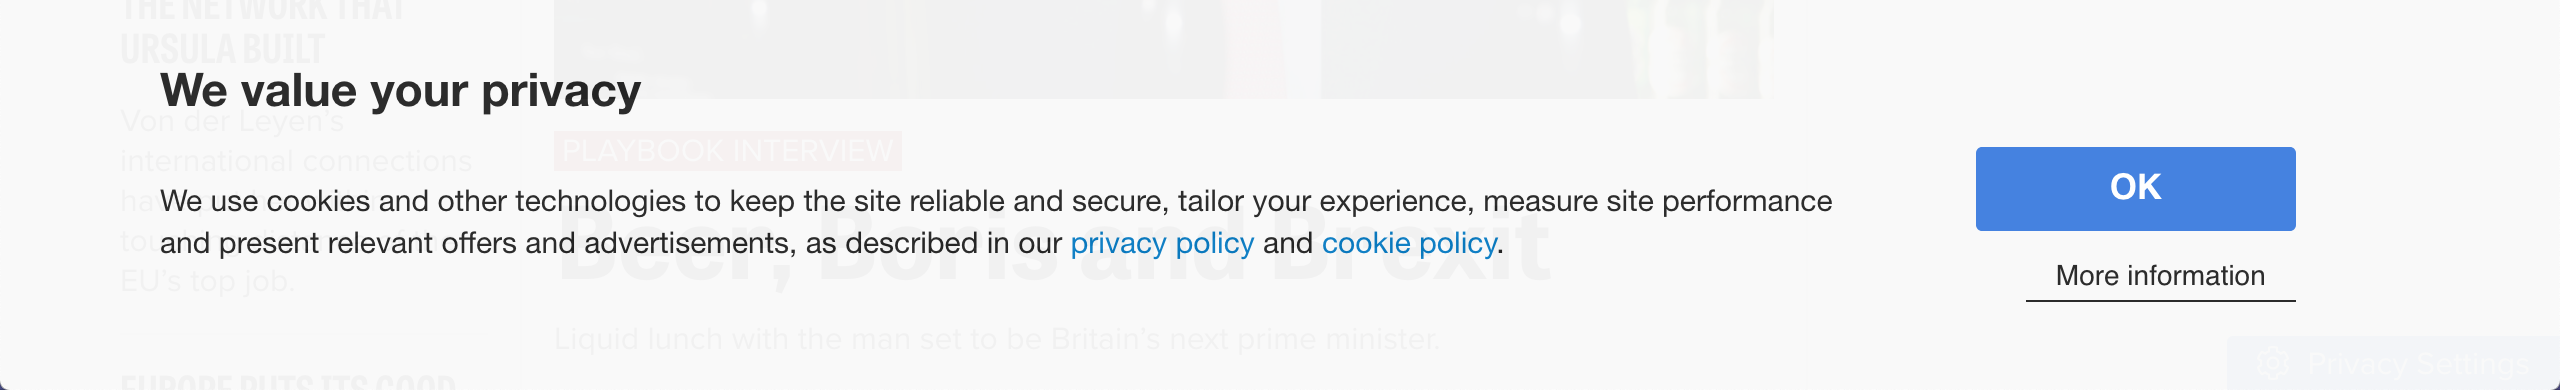 THE NETWORK THAT
URSULA BUILT
We value your privacy
Von der Leyen's
PLAYBOOK INTERVIEW
international connections
We use cookies and other technologies to keep the site reliable and secure, tailor your experience, measure site performance
and present relevant offers and advertisements, as described in our privacy policy and cookie policy.
OK
More information
Beer, Boris and Brexit
EU's top job.
Liquid lunch with the man set to be Britain's next prime minister.
EUROPE PUTS ITS GOOD
Privacy Settings